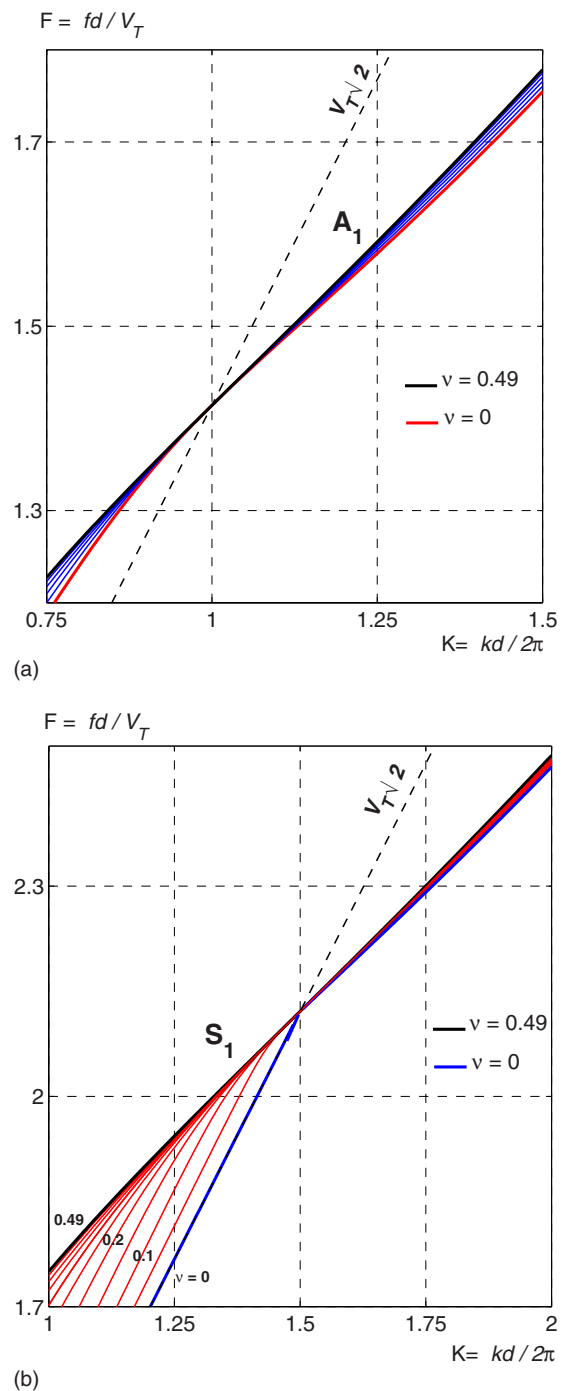 F = fd / V_T
1.7
1.5
1.3
V_T√2
A_1
ν = 0.49
ν = 0
0.75 1 1.25 1.5
K= kd / 2π
(a)
F = fd / V_T
2.3
2
1.7
V_T√2
S_1
ν = 0.49
ν = 0
0.49
0.2
0.1
ν = 0
1 1.25 1.5 1.75 2
K= kd / 2π
(b)